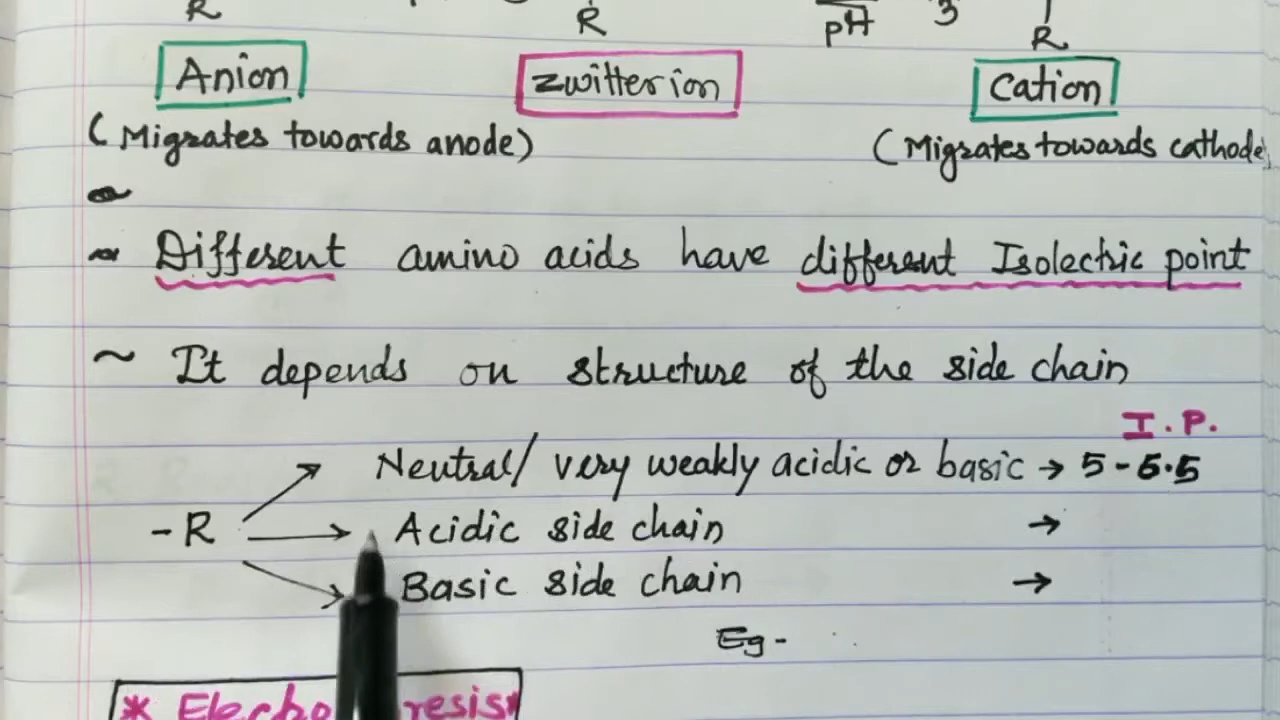 R R pH 3 R
Anion Zwitterion Cation
(Migrates towards anode) (Migrates towards cathode
~ Different amino acids have different Isolectric point
~ It depends on structure of the side chain
I.P.
Neutral/ very weakly acidic or basic → 5-6.5
-R → Acidic side chain →
Basic side chain →
Eg-